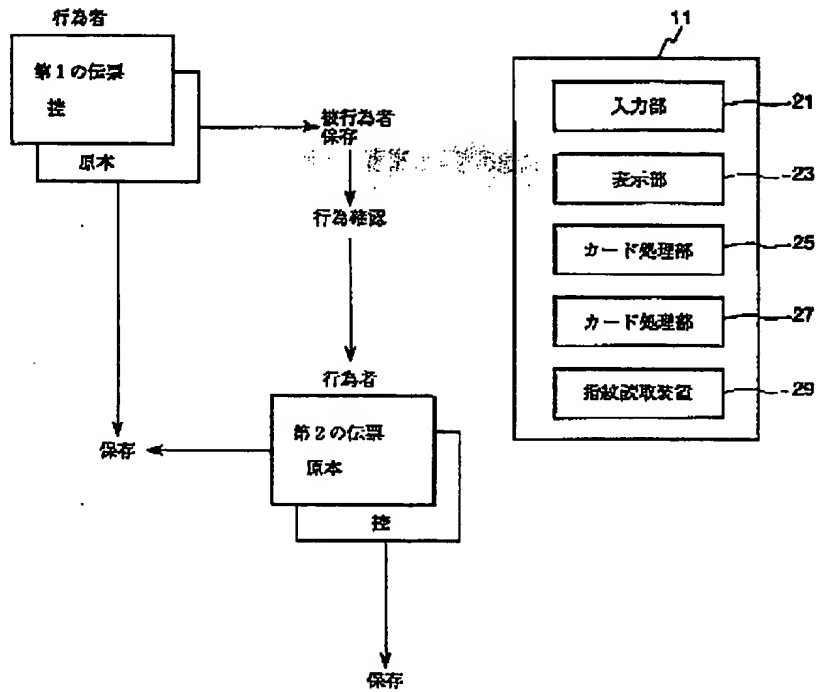 行為者
第1の伝票
控
原本
被行為者
保存
行為確認
行為者
第2の伝票
原本
控
保存
保存
11
入力部
21
表示部
23
カード処理部
25
カード処理部
27
指紋読取装置
29